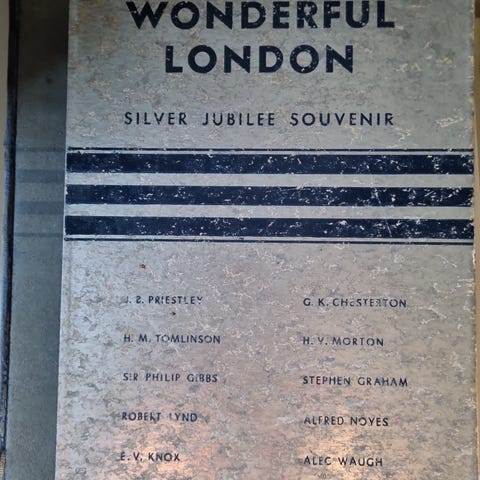 WONDERFUL
LONDON
SILVER JUBILEE SOUVENIR
J. B. PRIESTLEY
G. K. CHESTERTON
H. M. TOMLINSON
H. V. MORTON
SIR PHILIP GIBBS
STEPHEN GRAHAM
ROBERT LYND
ALFRED NOYES
E. V. KNOX
ALEC WAUGH